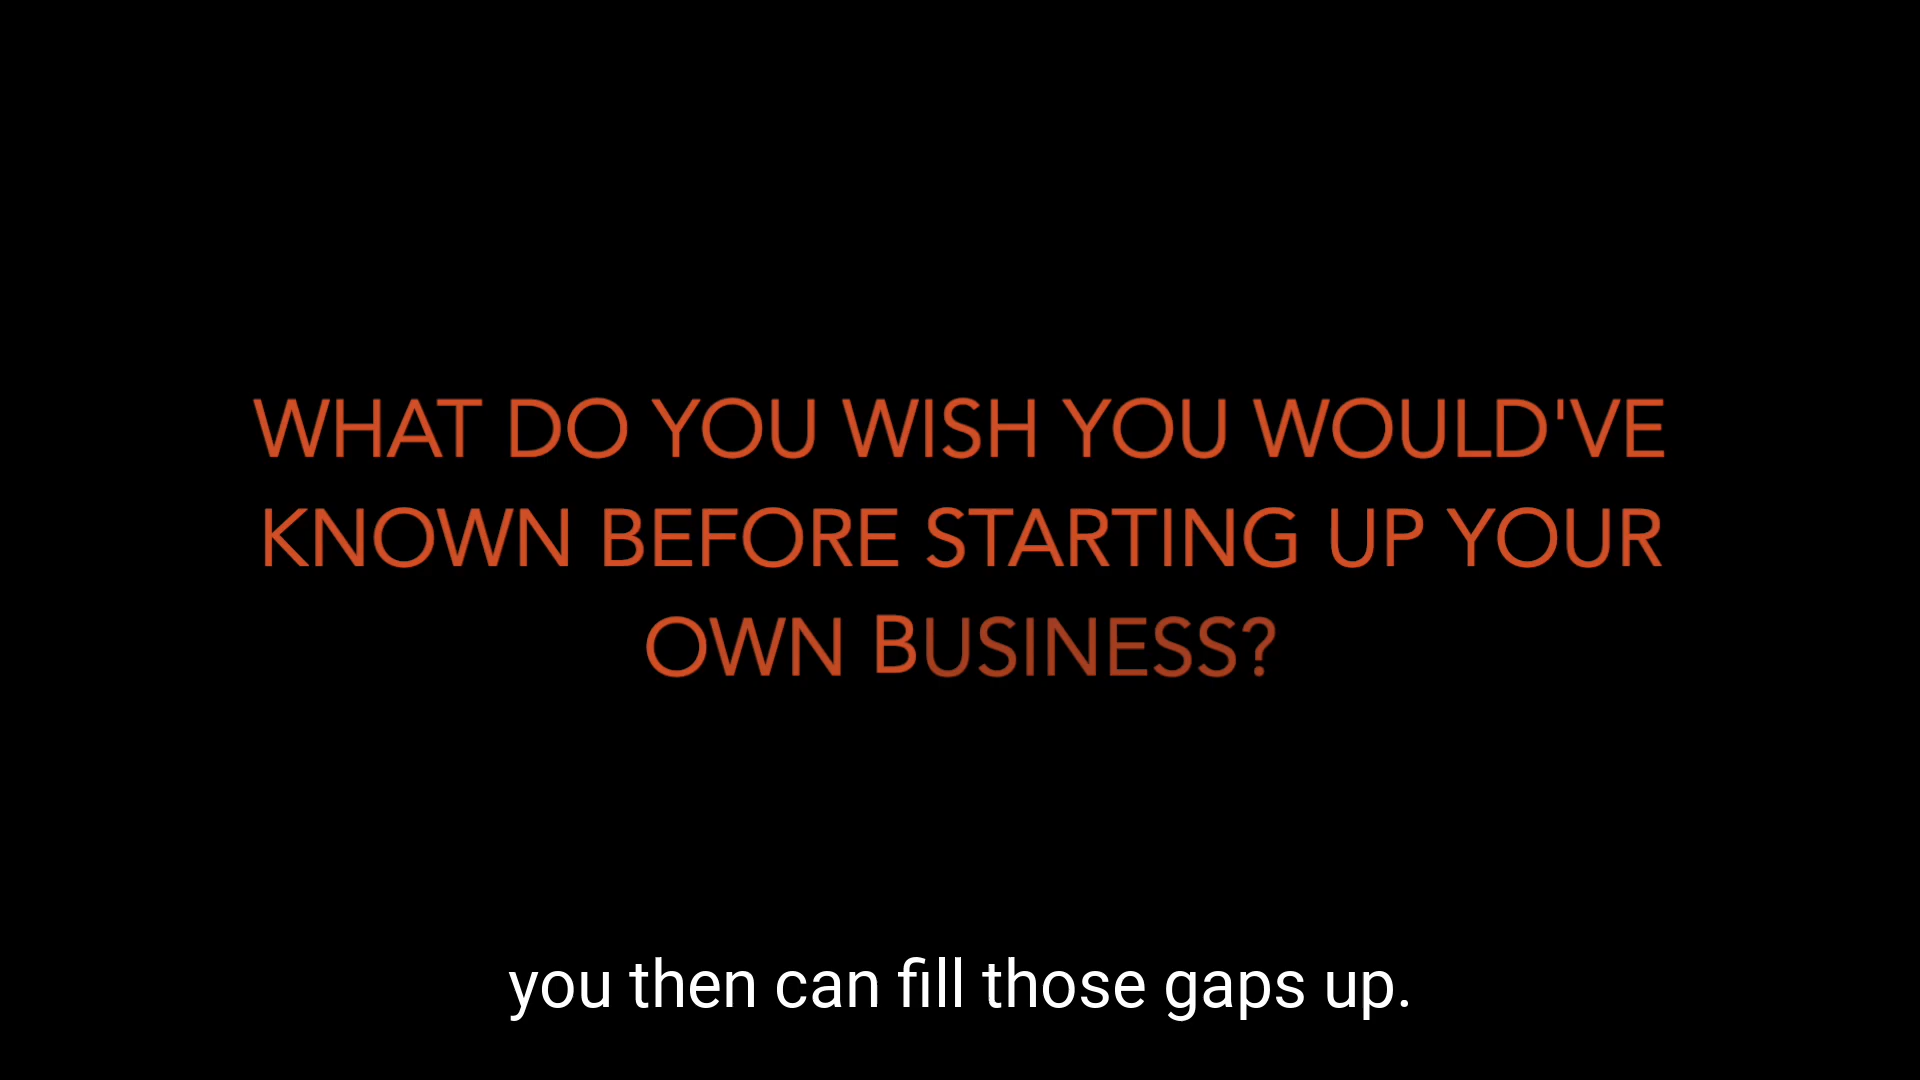 WHAT DO YOU WISH YOU WOULD'VE
KNOWN BEFORE STARTING UP YOUR
OWN BUSINESS?
you then can fill those gaps up.